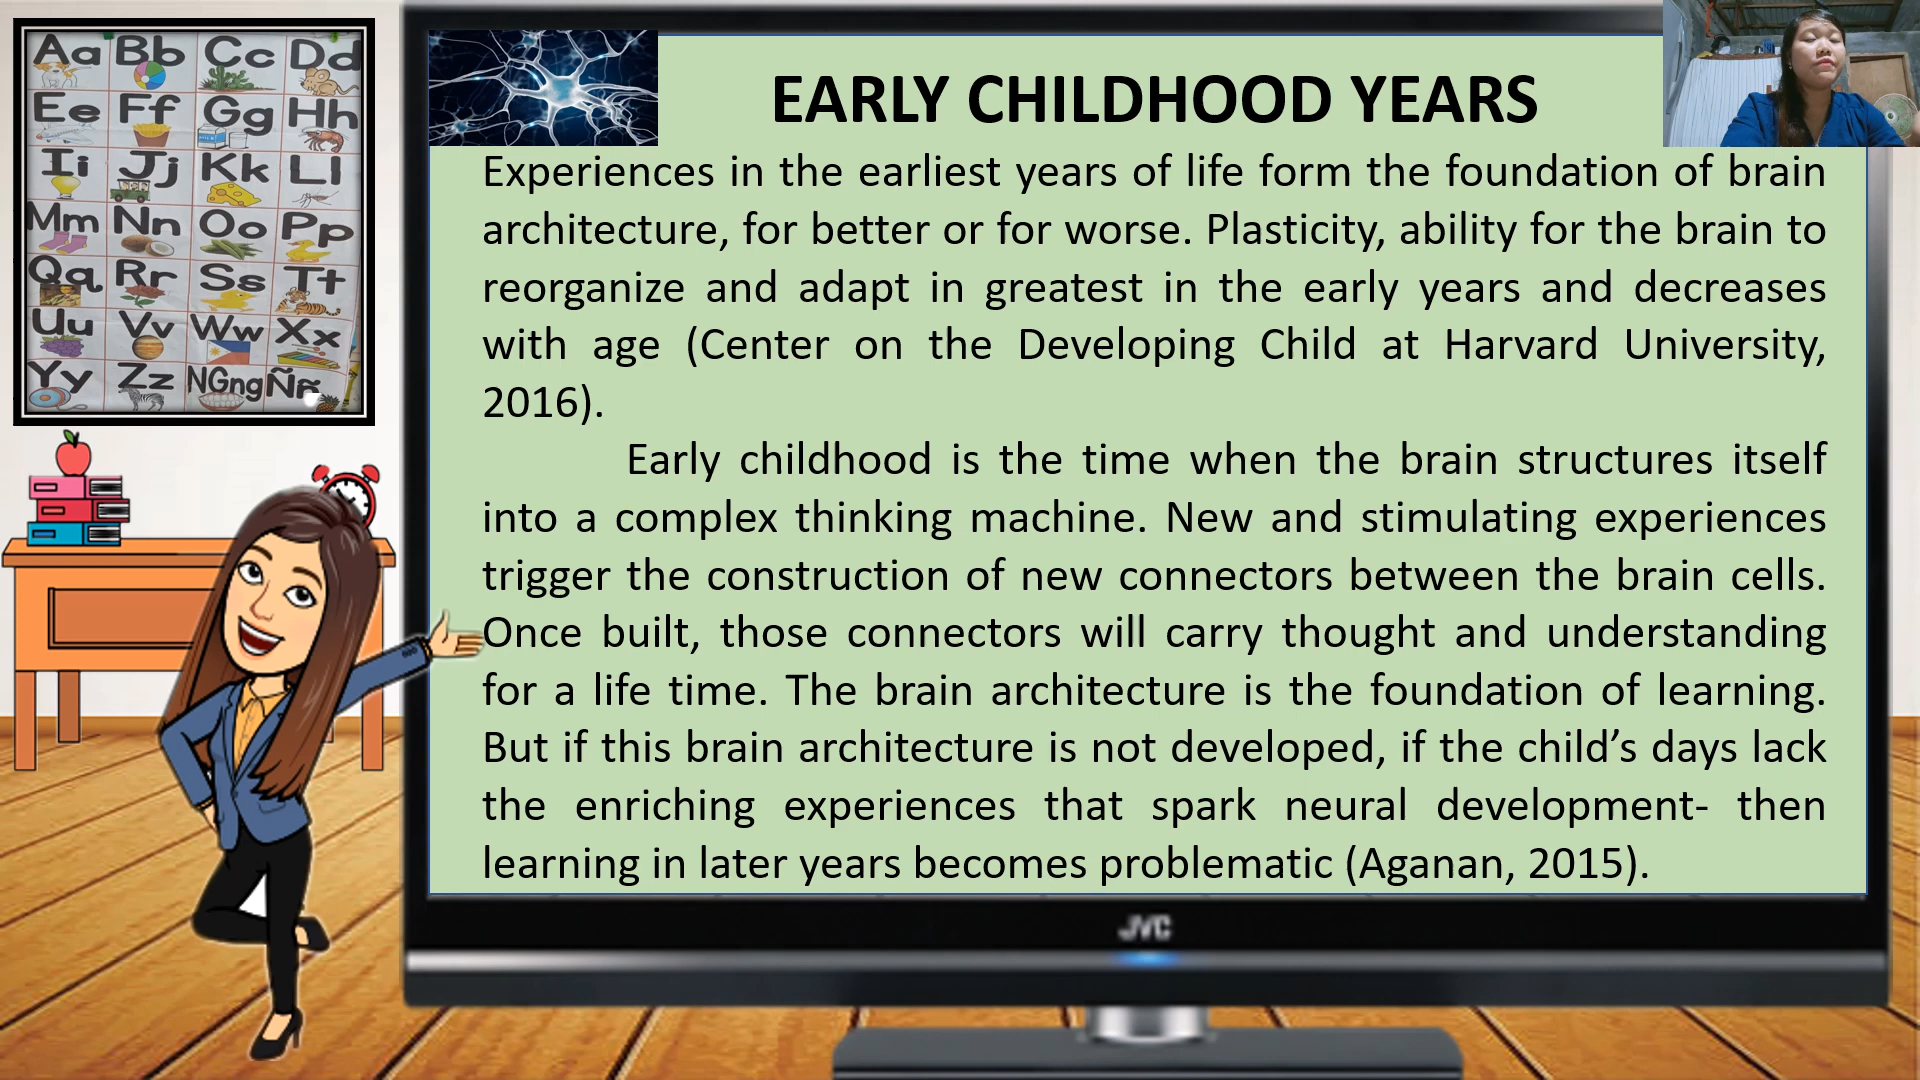 Aa Bb Cc Dd
Ee Ff Gg Hh
Ii Jj Kk Ll
Mm Nn Oo Pp
Qq Rr Ss Tt
Uu Vv Ww Xx
Yy Zz NGng Ññ
EARLY CHILDHOOD YEARS
Experiences in the earliest years of life form the foundation of brain
architecture, for better or for worse. Plasticity, ability for the brain to
reorganize and adapt in greatest in the early years and decreases
with age (Center on the Developing Child at Harvard University,
2016).
Early childhood is the time when the brain structures itself
into a complex thinking machine. New and stimulating experiences
trigger the construction of new connectors between the brain cells.
Once built, those connectors will carry thought and understanding
for a life time. The brain architecture is the foundation of learning.
But if this brain architecture is not developed, if the child’s days lack
the enriching experiences that spark neural development- then
learning in later years becomes problematic (Aganan, 2015).
JVC